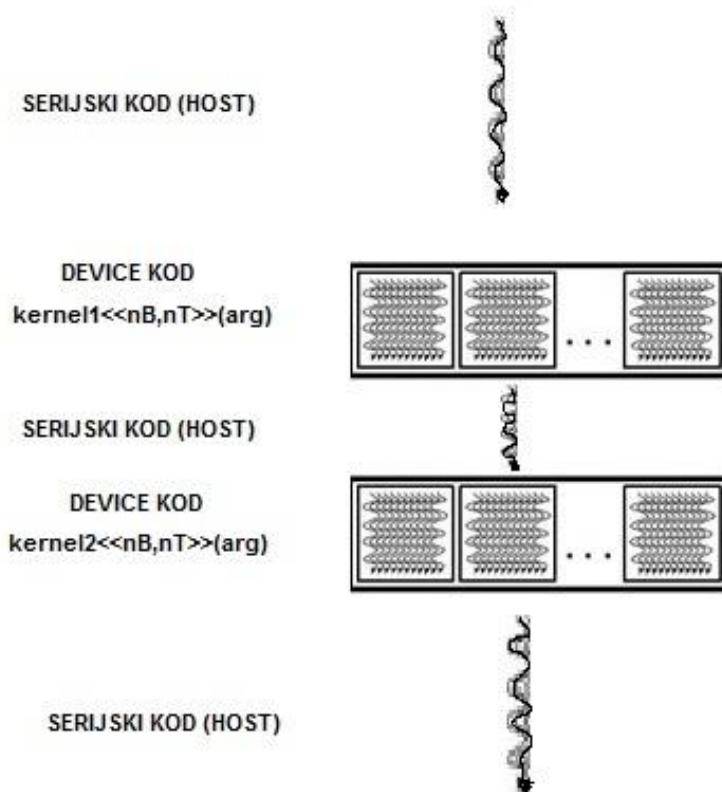 SERIJSKI KOD (HOST)
DEVICE KOD
kernel1<<nB,nT>>(arg)
. . .
SERIJSKI KOD (HOST)
DEVICE KOD
kernel2<<nB,nT>>(arg)
. . .
SERIJSKI KOD (HOST)